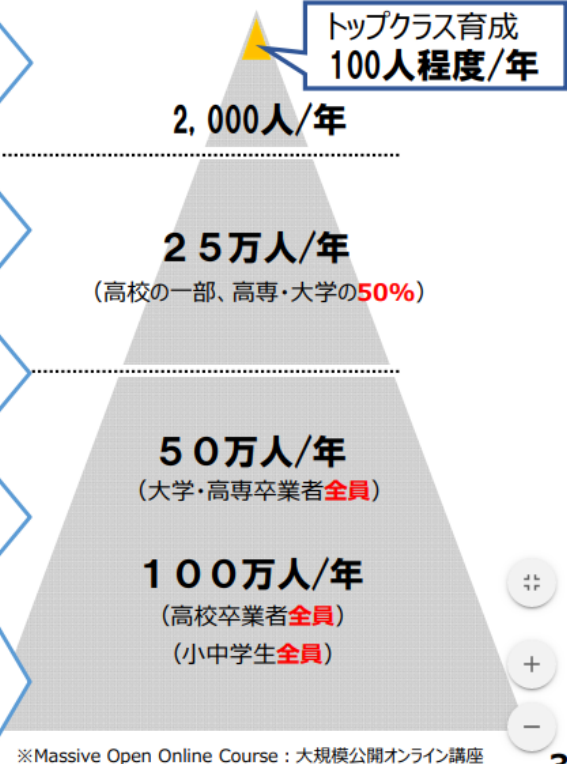 トップクラス育成
100人程度/年
2,000人/年
25万人/年
（高校の一部、高専・大学の50%）
50万人/年
（大学・高専卒業者全員）
100万人/年
（高校卒業者全員）
（小中学生全員）
※Massive Open Online Course：大規模公開オンライン講座